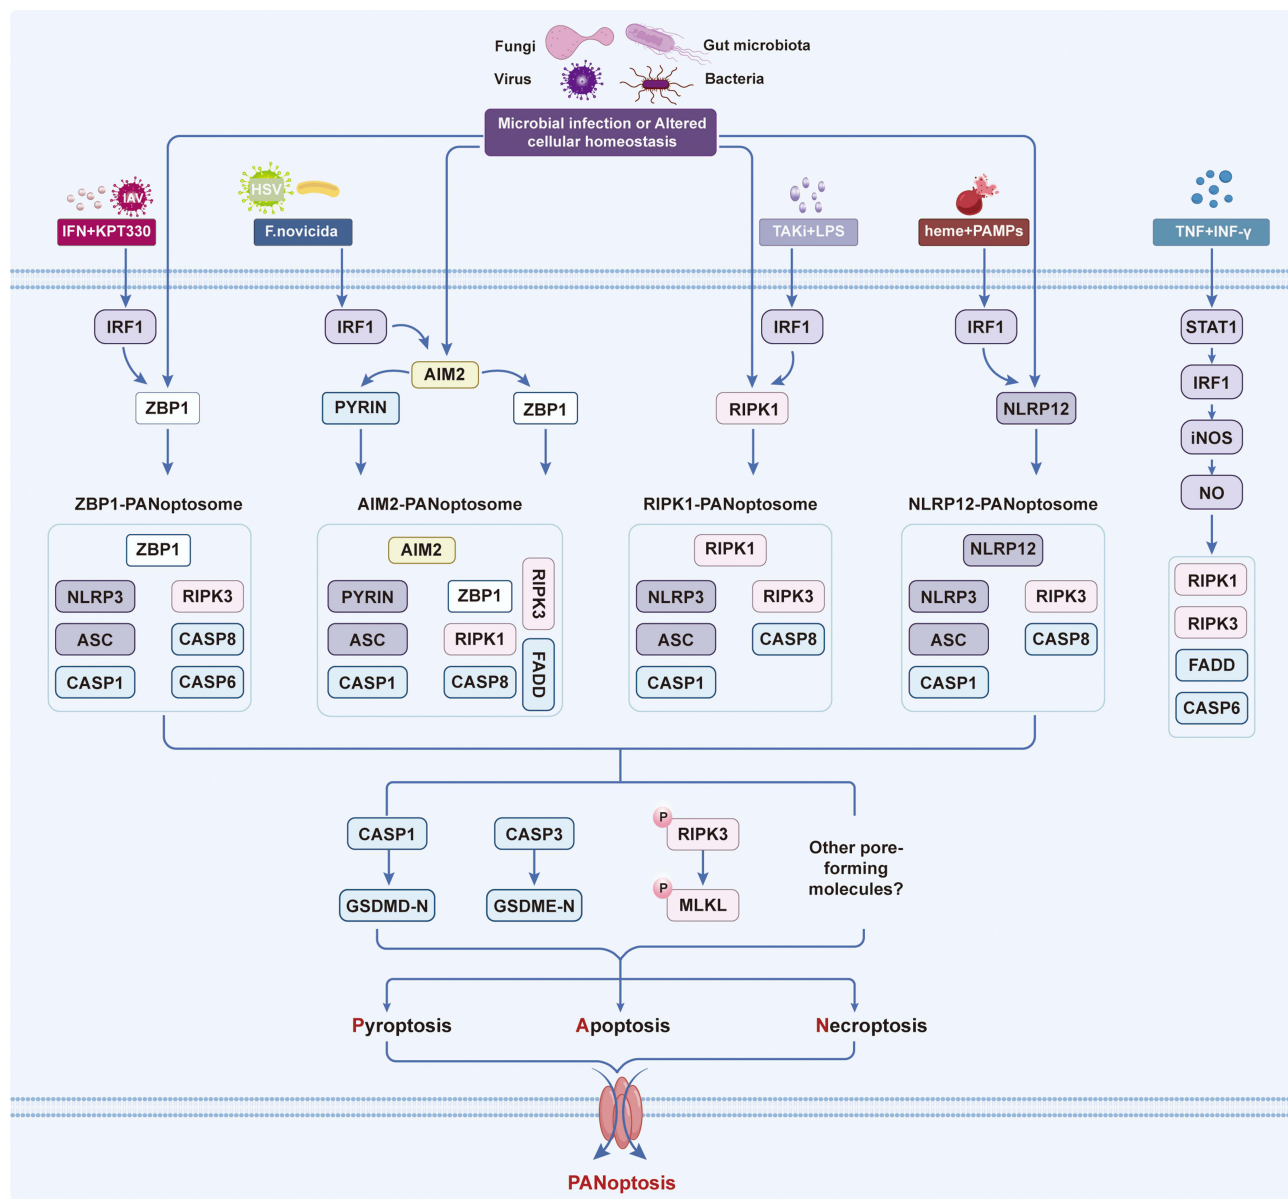 Fungi
Gut microbiota
Virus
Bacteria
Microbial infection or Altered
cellular homeostasis
IAV
HSV
IFN+KPT330
F.novicida
TAKi+LPS
heme+PAMPs
TNF+INF-γ
IRF1
IRF1
IRF1
IRF1
STAT1
AIM2
IRF1
ZBP1
PYRIN
ZBP1
RIPK1
NLRP12
iNOS
NO
ZBP1-PANoptosome
AIM2-PANoptosome
RIPK1-PANoptosome
NLRP12-PANoptosome
ZBP1
NLRP3
RIPK3
ASC
CASP8
CASP1
CASP6
AIM2
PYRIN
ZBP1
RIPK3
ASC
RIPK1
CASP1
CASP8
FADD
RIPK1
NLRP3
RIPK3
ASC
CASP8
CASP1
NLRP12
NLRP3
RIPK3
ASC
CASP8
CASP1
RIPK1
RIPK3
FADD
CASP6
CASP1
CASP3
P
RIPK3
Other pore-
forming
molecules?
GSDMD-N
GSDME-N
P
MLKL
Pyroptosis
Apoptosis
Necroptosis
PANoptosis